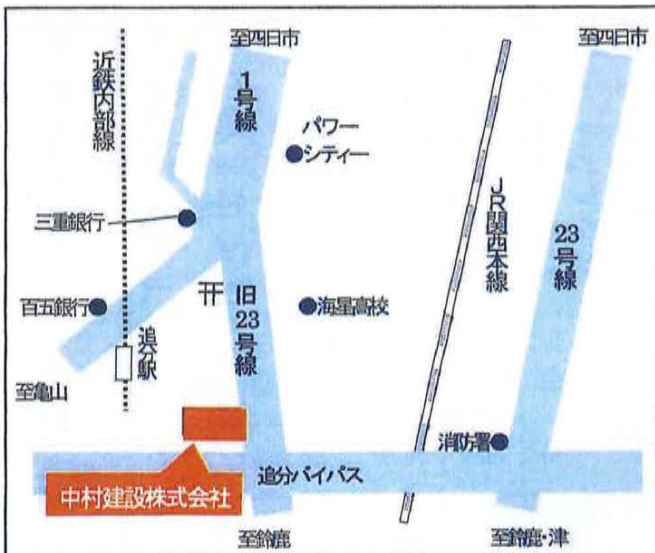 至四日市
至四日市
近鉄内部線
1号線
パワー
シティー
JR関西本線
23号線
三重銀行
百五銀行
旧23号線
海星高校
追分駅
至亀山
消防署
追分バイパス
中村建設株式会社
至鈴鹿
至鈴鹿・津